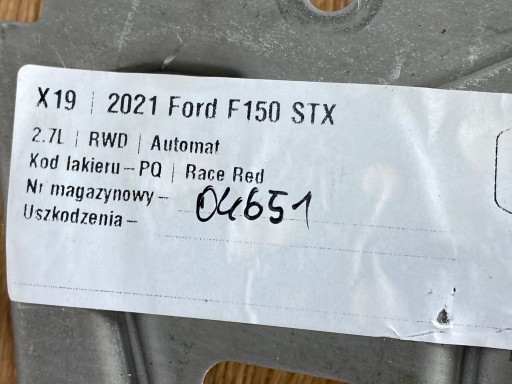 X19 | 2021 Ford F150 STX
2.7L | RWD | Automat
Kod lakieru – PQ | Race Red
Nr magazynowy – 04651
Uszkodzenia –